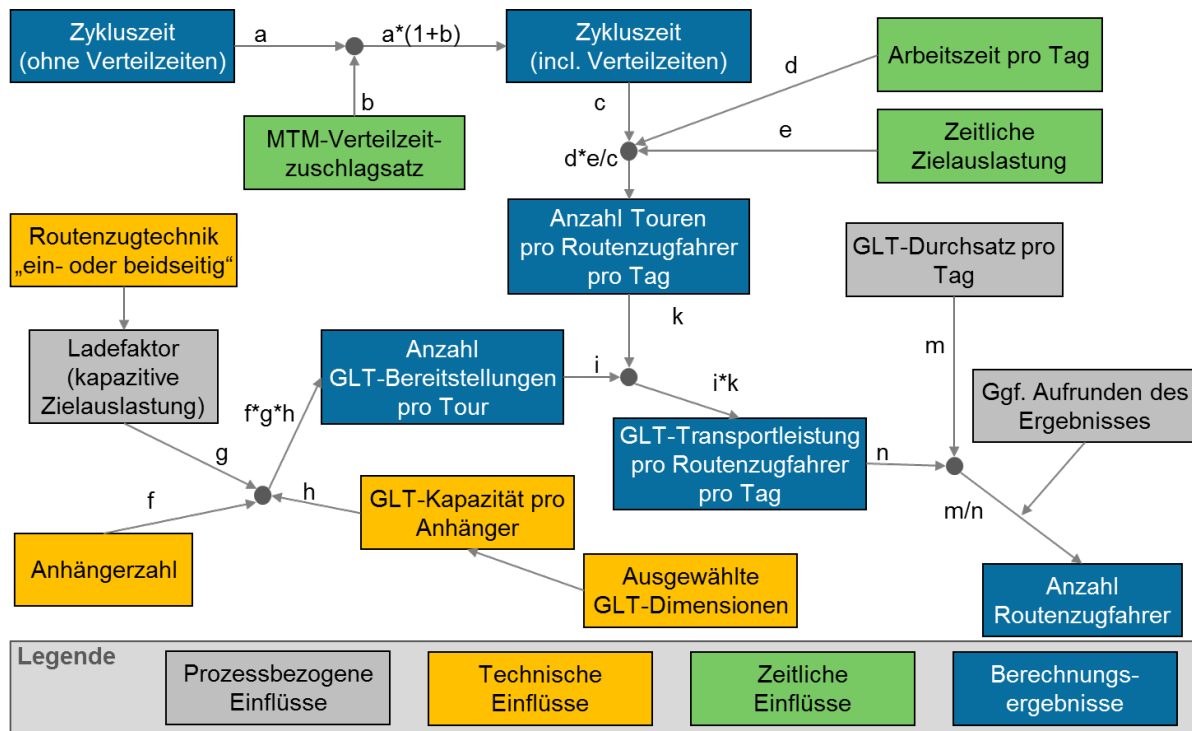 Zykluszeit
(ohne Verteilzeiten)
a
a*(1+b)
Zykluszeit
(incl. Verteilzeiten)
d
Arbeitszeit pro Tag
b
c
e
MTM-Verteilzeit-
zuschlagsatz
d*e/c
Zeitliche
Zielauslastung
Routenzugtechnik
„ein- oder beidseitig“
Anzahl Touren
pro Routenzugfahrer
pro Tag
GLT-Durchsatz pro
Tag
k
m
Ladefaktor
(kapazitive
Zielauslastung)
f*g*h
Anzahl
GLT-Bereitstellungen
pro Tour
i
i*k
Ggf. Aufrunden des
Ergebnisses
g
GLT-Transportleistung
pro Routenzugfahrer
pro Tag
n
f
h
GLT-Kapazität pro
Anhänger
m/n
Anhängerzahl
Ausgewählte
GLT-Dimensionen
Anzahl
Routenzugfahrer
Legende
Prozessbezogene
Einflüsse
Technische
Einflüsse
Zeitliche
Einflüsse
Berechnungs-
ergebnisse